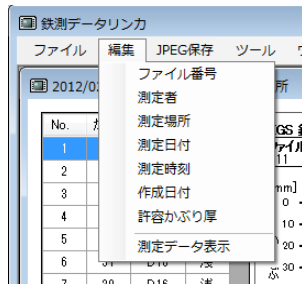 鉄測データリンカ
ファイル 編集 JPEG保存 ツール
2012/0 所
ファイル番号
測定者
測定場所
測定日付
測定時刻
作成日付
許容かぶり厚
測定データ表示
No.
1
2
3
4
5
6
GS
ァイル
11
mm]
0
10
20
30